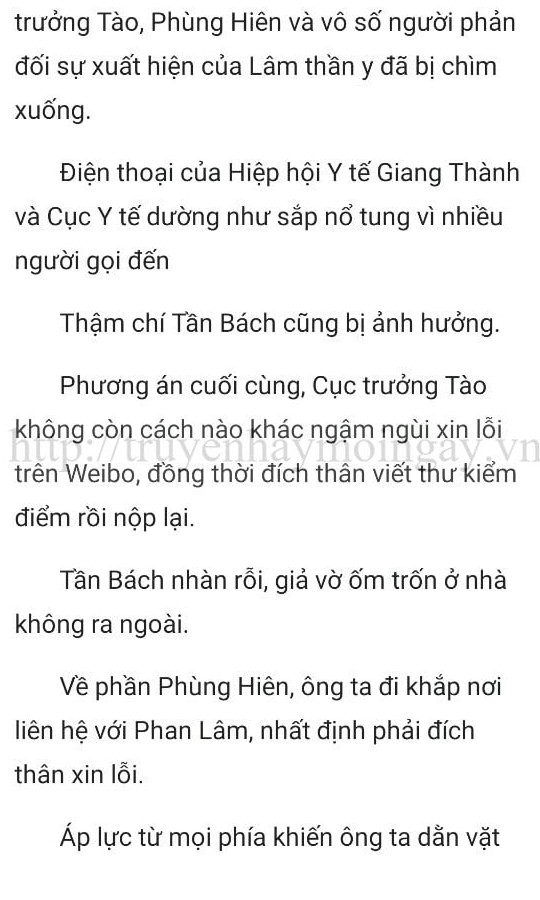 trưởng Tào, Phùng Hiên và vô số người phản
đối sự xuất hiện của Lâm thần y đã bị chìm
xuống.
Điện thoại của Hiệp hội Y tế Giang Thành
và Cục Y tế dường như sắp nổ tung vì nhiều
người gọi đến
Thậm chí Tần Bách cũng bị ảnh hưởng.
Phương án cuối cùng, Cục trưởng Tào
không còn cách nào khác ngậm ngùi xin lỗi
http://truyenhaymoingay.vn
trên Weibo, đồng thời đích thân viết thư kiểm
điểm rồi nộp lại.
Tần Bách nhàn rỗi, giả vờ ốm trốn ở nhà
không ra ngoài.
Về phần Phùng Hiên, ông ta đi khắp nơi
liên hệ với Phan Lâm, nhất định phải đích
thân xin lỗi.
Áp lực từ mọi phía khiến ông ta dằn vặt